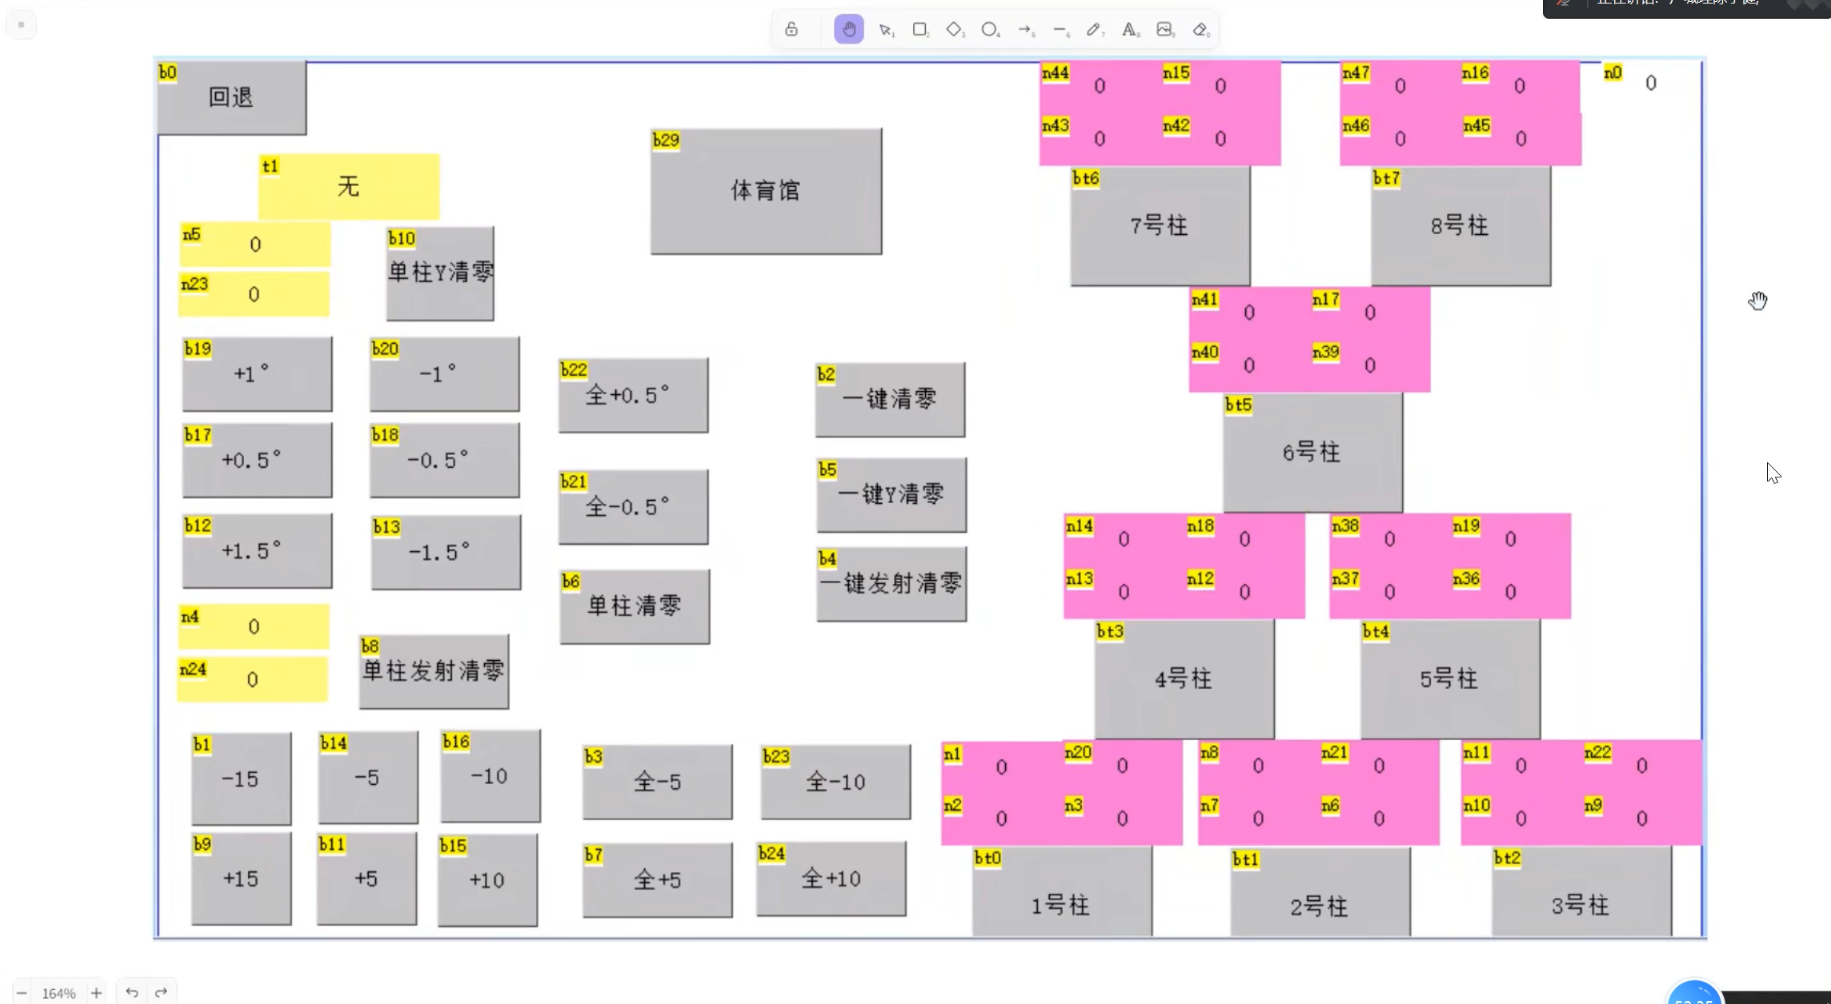 b0
回退
t1
无
n5 0
n23 0
b10
单柱Y清零
b19
+1°
b20
-1°
b17
+0.5°
b18
-0.5°
b12
+1.5°
b13
-1.5°
n4 0
n24 0
b8
单柱发射清零
b1
-15
b14
-5
b16
-10
b9
+15
b11
+5
b15
+10
b29
体育馆
b22
全+0.5°
b21
全-0.5°
b6
单柱清零
b2
一键清零
b5
一键Y清零
b4
一键发射清零
b3
全-5
b23
全-10
b7
全+5
b24
全+10
n44 0 n15 0
n43 0 n42 0
bt6
7号柱
n47 0 n16 0
n46 0 n45 0
bt7
8号柱
n0 0
n41 0 n17 0
n40 0 n39 0
bt5
6号柱
n14 0 n18 0
n13 0 n12 0
bt3
4号柱
n38 0 n19 0
n37 0 n36 0
bt4
5号柱
n1 0 n20 0
n2 0 n3 0
bt0
1号柱
n8 0 n21 0
n7 0 n6 0
bt1
2号柱
n11 0 n22 0
n10 0 n9 0
bt2
3号柱
164%